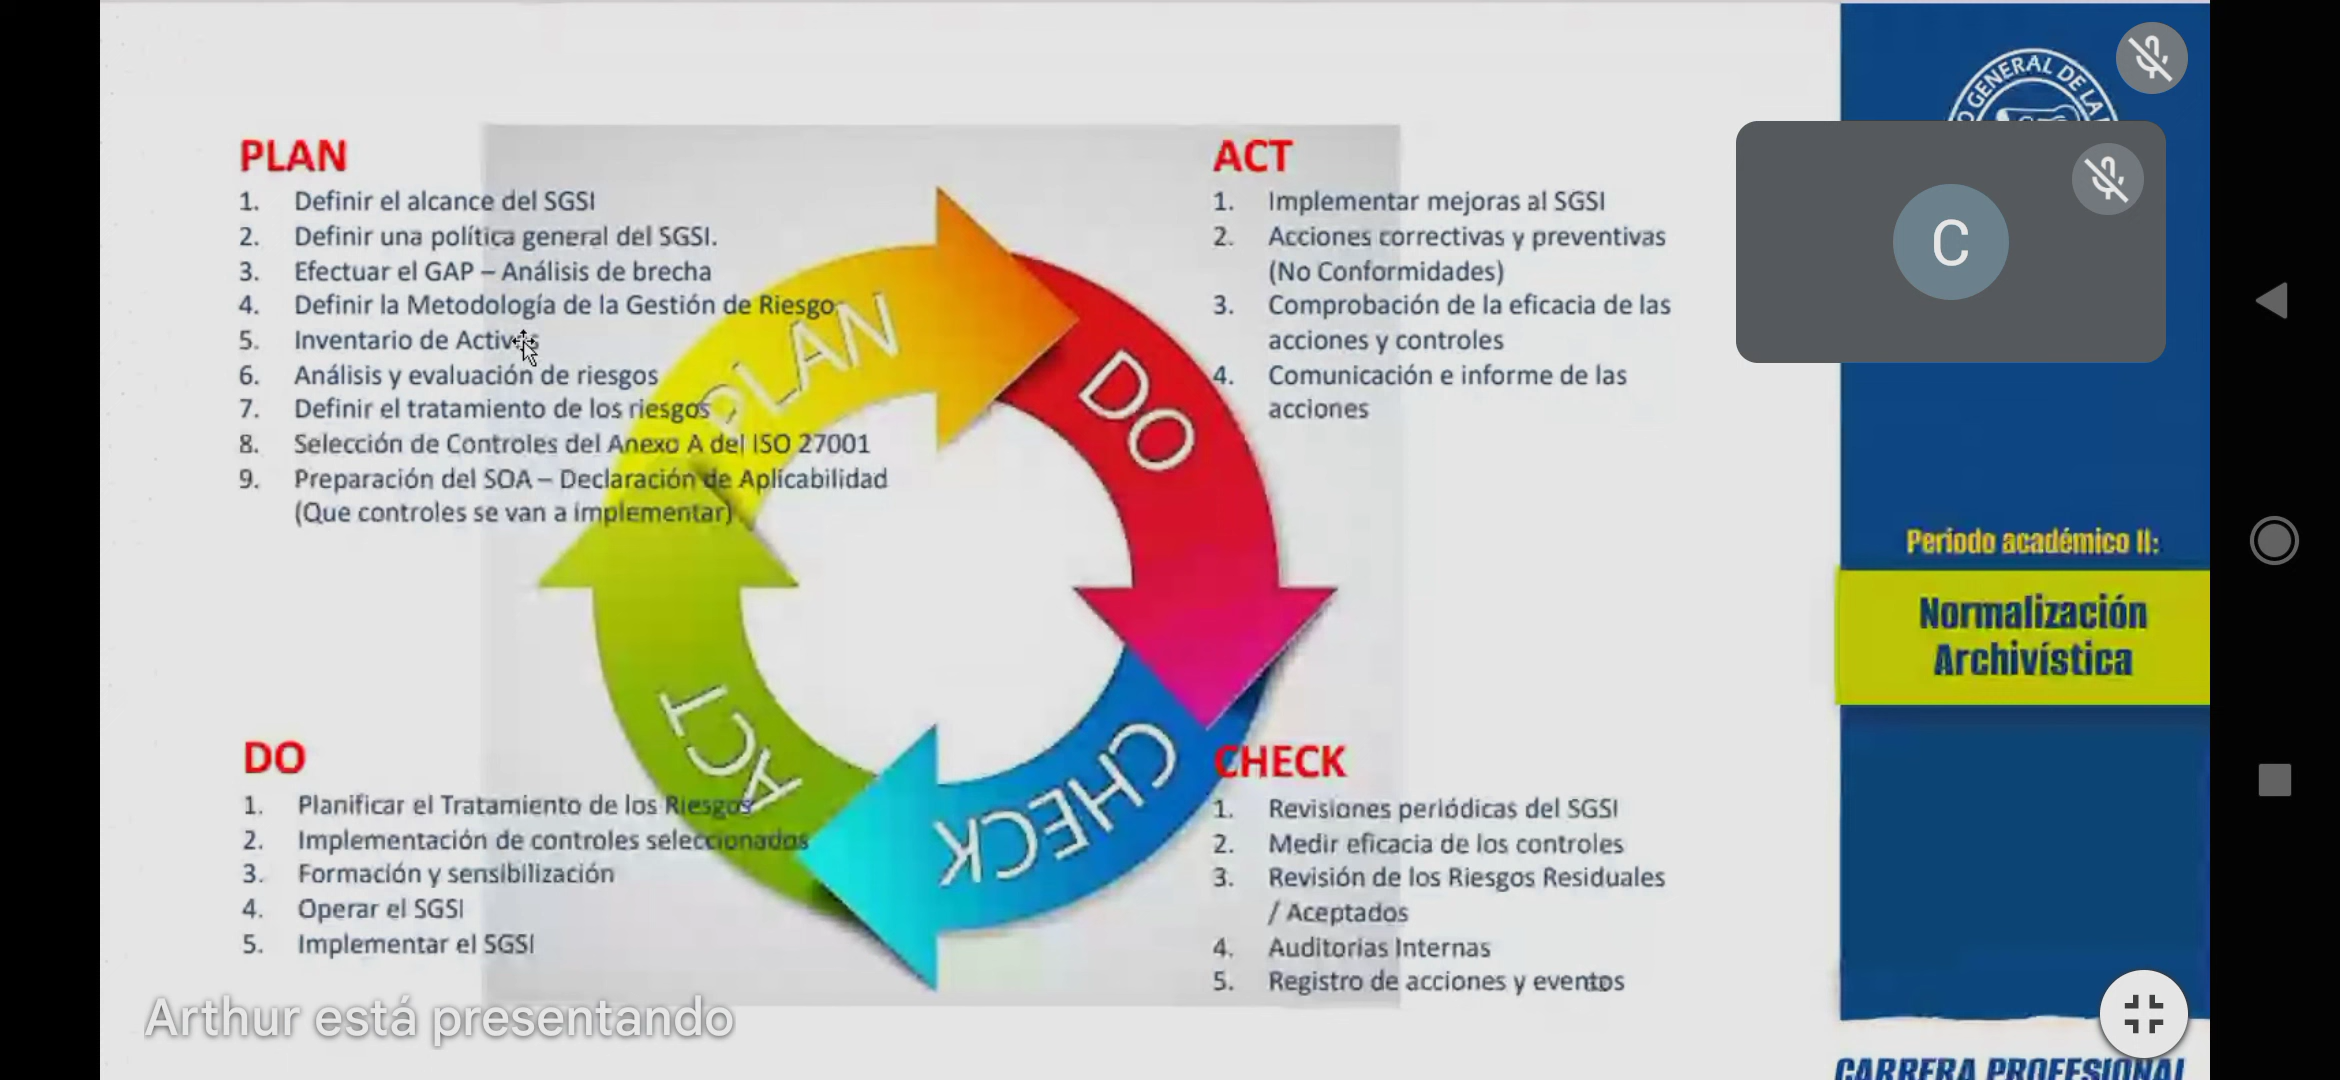 PLAN
1. Definir el alcance del SGSI
2. Definir una política general del SGSI.
3. Efectuar el GAP – Análisis de brecha
4. Definir la Metodología de la Gestión de Riesgo
5. Inventario de Activos
6. Análisis y evaluación de riesgos
7. Definir el tratamiento de los riesgos
8. Selección de Controles del Anexo A del ISO 27001
9. Preparación del SOA – Declaración de Aplicabilidad
(Que controles se van a implementar)
ACT
1. Implementar mejoras al SGSI
2. Acciones correctivas y preventivas
(No Conformidades)
3. Comprobación de la eficacia de las
acciones y controles
4. Comunicación e informe de las
acciones
PLAN
DO
CHECK
ACT
DO
1. Planificar el Tratamiento de los Riesgos
2. Implementación de controles seleccionados
3. Formación y sensibilización
4. Operar el SGSI
5. Implementar el SGSI
CHECK
1. Revisiones periódicas del SGSI
2. Medir eficacia de los controles
3. Revisión de los Riesgos Residuales
/ Aceptados
4. Auditorias Internas
5. Registro de acciones y eventos
Arthur está presentando
GENERAL DE LA
C
Periodo académico II:
Normalización
Archivística
CARRERA PROFESIONAL